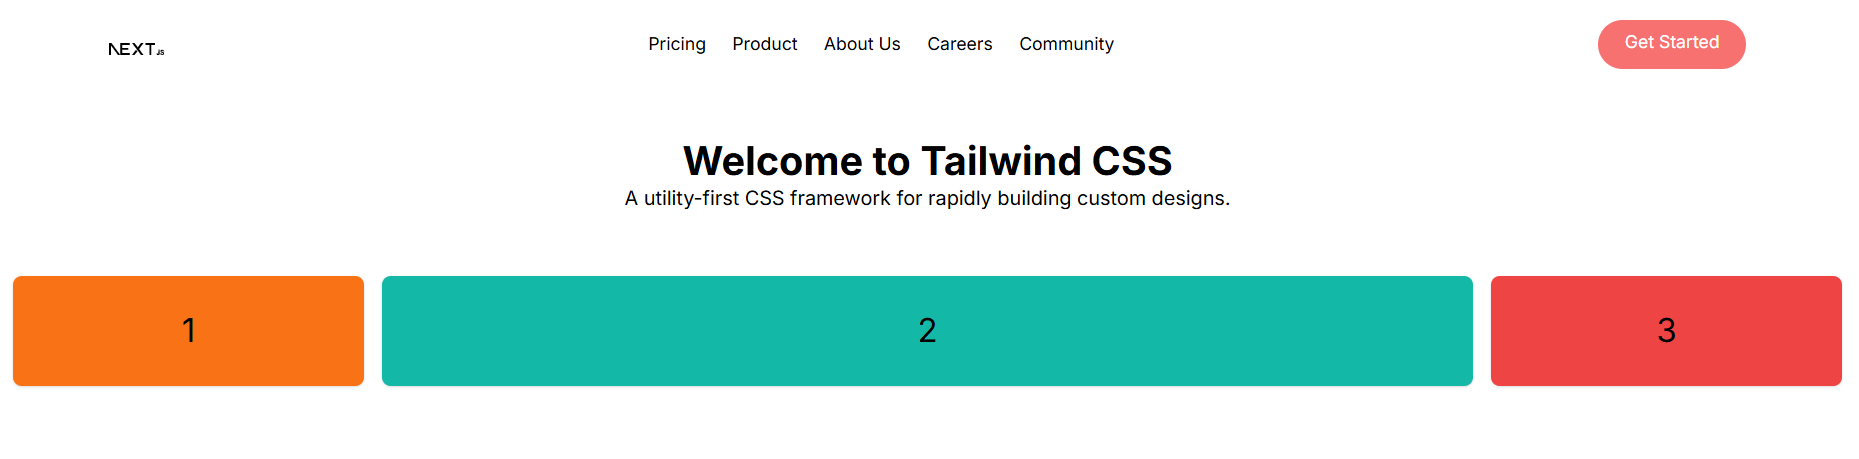 NEXT.JS
Pricing Product About Us Careers Community
Get Started
Welcome to Tailwind CSS
A utility-first CSS framework for rapidly building custom designs.
1
2
3